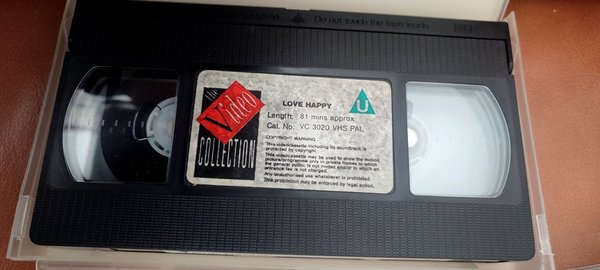 Do not touch the tape inside
the
Video
COLLECTION
LOVE HAPPY
U
Length: 81 mins approx.
Cat. No: VC 3020 VHS PAL
COPYRIGHT WARNING
This videocassette including its soundtrack is
protected by copyright.
This videocassette may be used to show the motion
picture/programme only in private homes to which
the general public is not invited and/or to which an
entrance fee is not charged.
Any unauthorised use whatsoever is prohibited.
This prohibition may be enforced by legal action.